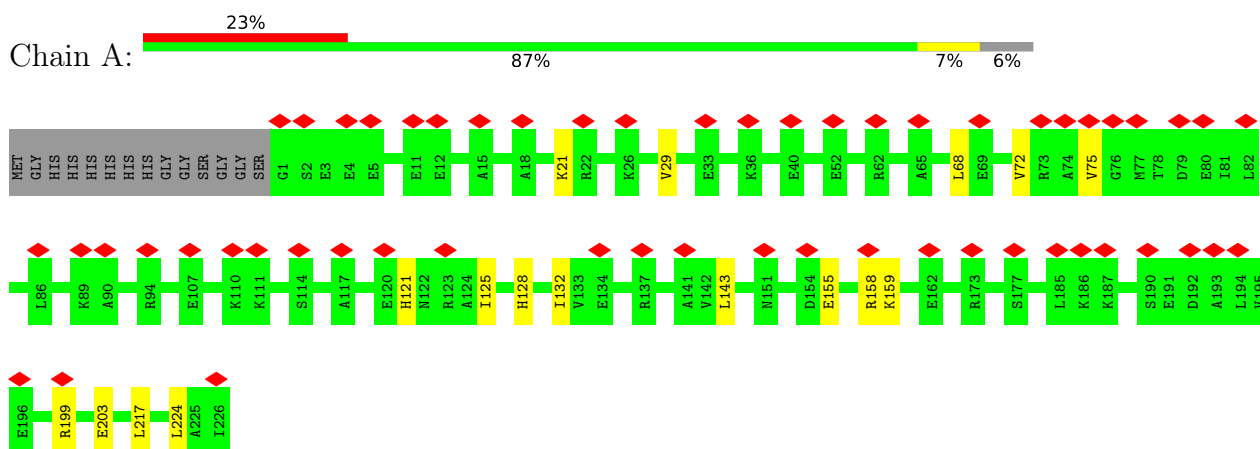 23%
Chain A:
87% 7% 6%
MET GLY HIS HIS HIS HIS HIS HIS HIS GLY GLY SER GLY GLY SER G1 S2 E3 E4 E5 E11 E12 A15 A18 K21 R22 K26 V29 E33 K36 E40 E52 R62 A65 L68 E69 V72 R73 A74 V75 G76 M77 T78 D79 E80 I81 L82
L86 K89 A90 R94 E107 K110 K111 S114 A117 E120 H121 N122 R123 A124 I125 H128 I132 V133 E134 R137 A141 V142 L143 N151 D154 E155 R158 K159 E162 R173 S177 L185 K186 K187 S190 E191 D192 A193 L194
E196 R199 E203 L217 L224 A225 I226